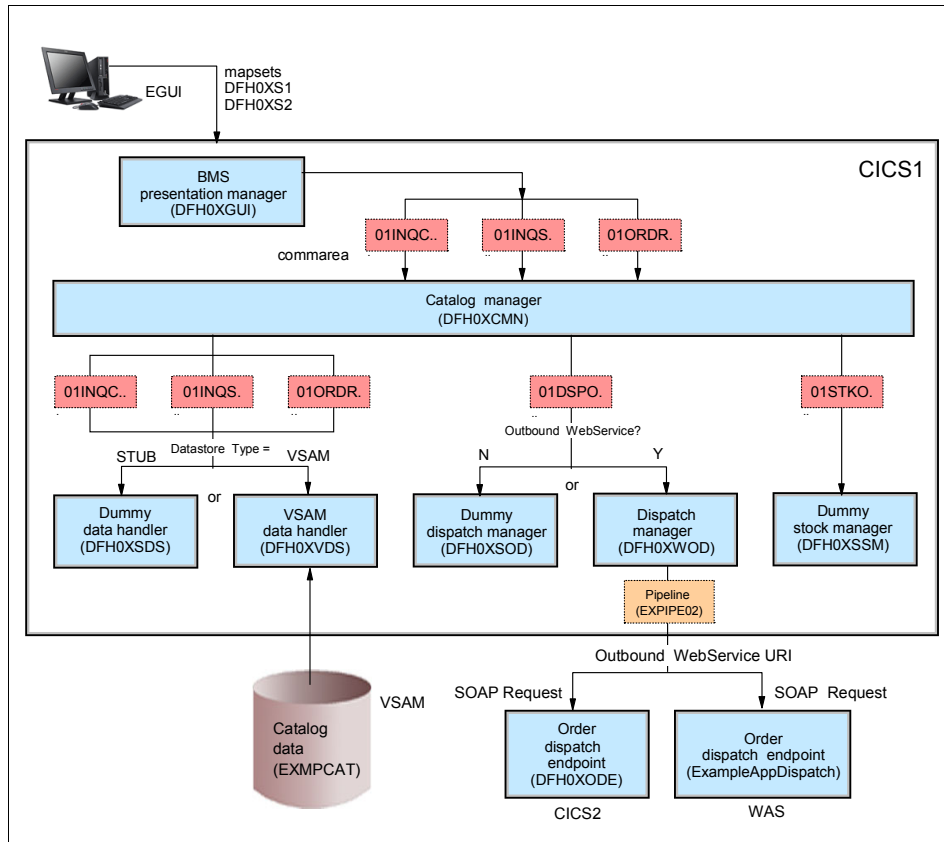 mapsets
DFH0XS1
DFH0XS2
EGUI
CICS1
BMS
presentation manager
(DFH0XGUI)
commarea
01INQC..
.
01INQS.
..
01ORDR.
..
Catalog manager
(DFH0XCMN)
01INQC..
.
01INQS.
..
01ORDR.
..
01DSPO.
..
01STKO.
..
Datastore Type =
STUB
or
VSAM
Outbound WebService?
N
or
Y
Dummy
data handler
(DFH0XSDS)
VSAM
data handler
(DFH0XVDS)
Dummy
dispatch manager
(DFH0XSOD)
Dispatch
manager
(DFH0XWOD)
Dummy
stock manager
(DFH0XSSM)
Pipeline
(EXPIPE02)
Outbound WebService URI
VSAM
Catalog
data
(EXMPCAT)
SOAP Request
SOAP Request
Order
dispatch
endpoint
(DFH0XODE)
Order
dispatch endpoint
(ExampleAppDispatch)
CICS2
WAS